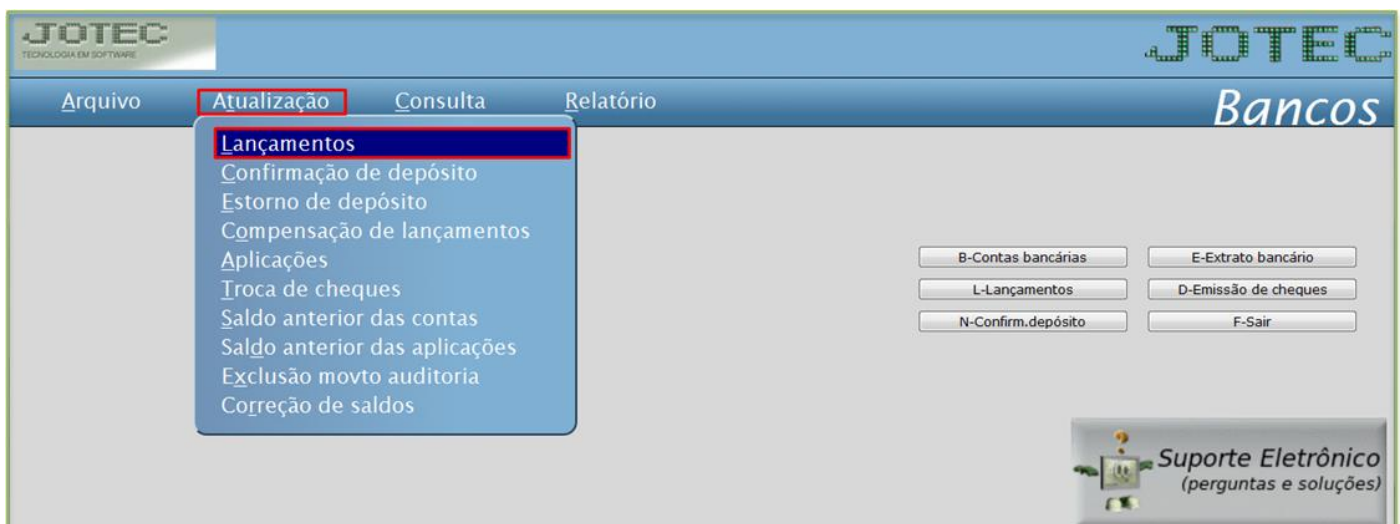 JOTEC
TECNOLOGIA EM SOFTWARE
JOTEC
Arquivo Atualização Consulta Relatório
Bancos
Lançamentos
Confirmação de depósito
Estorno de depósito
Compensação de lançamentos
Aplicações
Troca de cheques
Saldo anterior das contas
Saldo anterior das aplicações
Exclusão movto auditoria
Correção de saldos
B-Contas bancárias E-Extrato bancário
L-Lançamentos D-Emissão de cheques
N-Confirm.depósito F-Sair
Suporte Eletrônico
(perguntas e soluções)